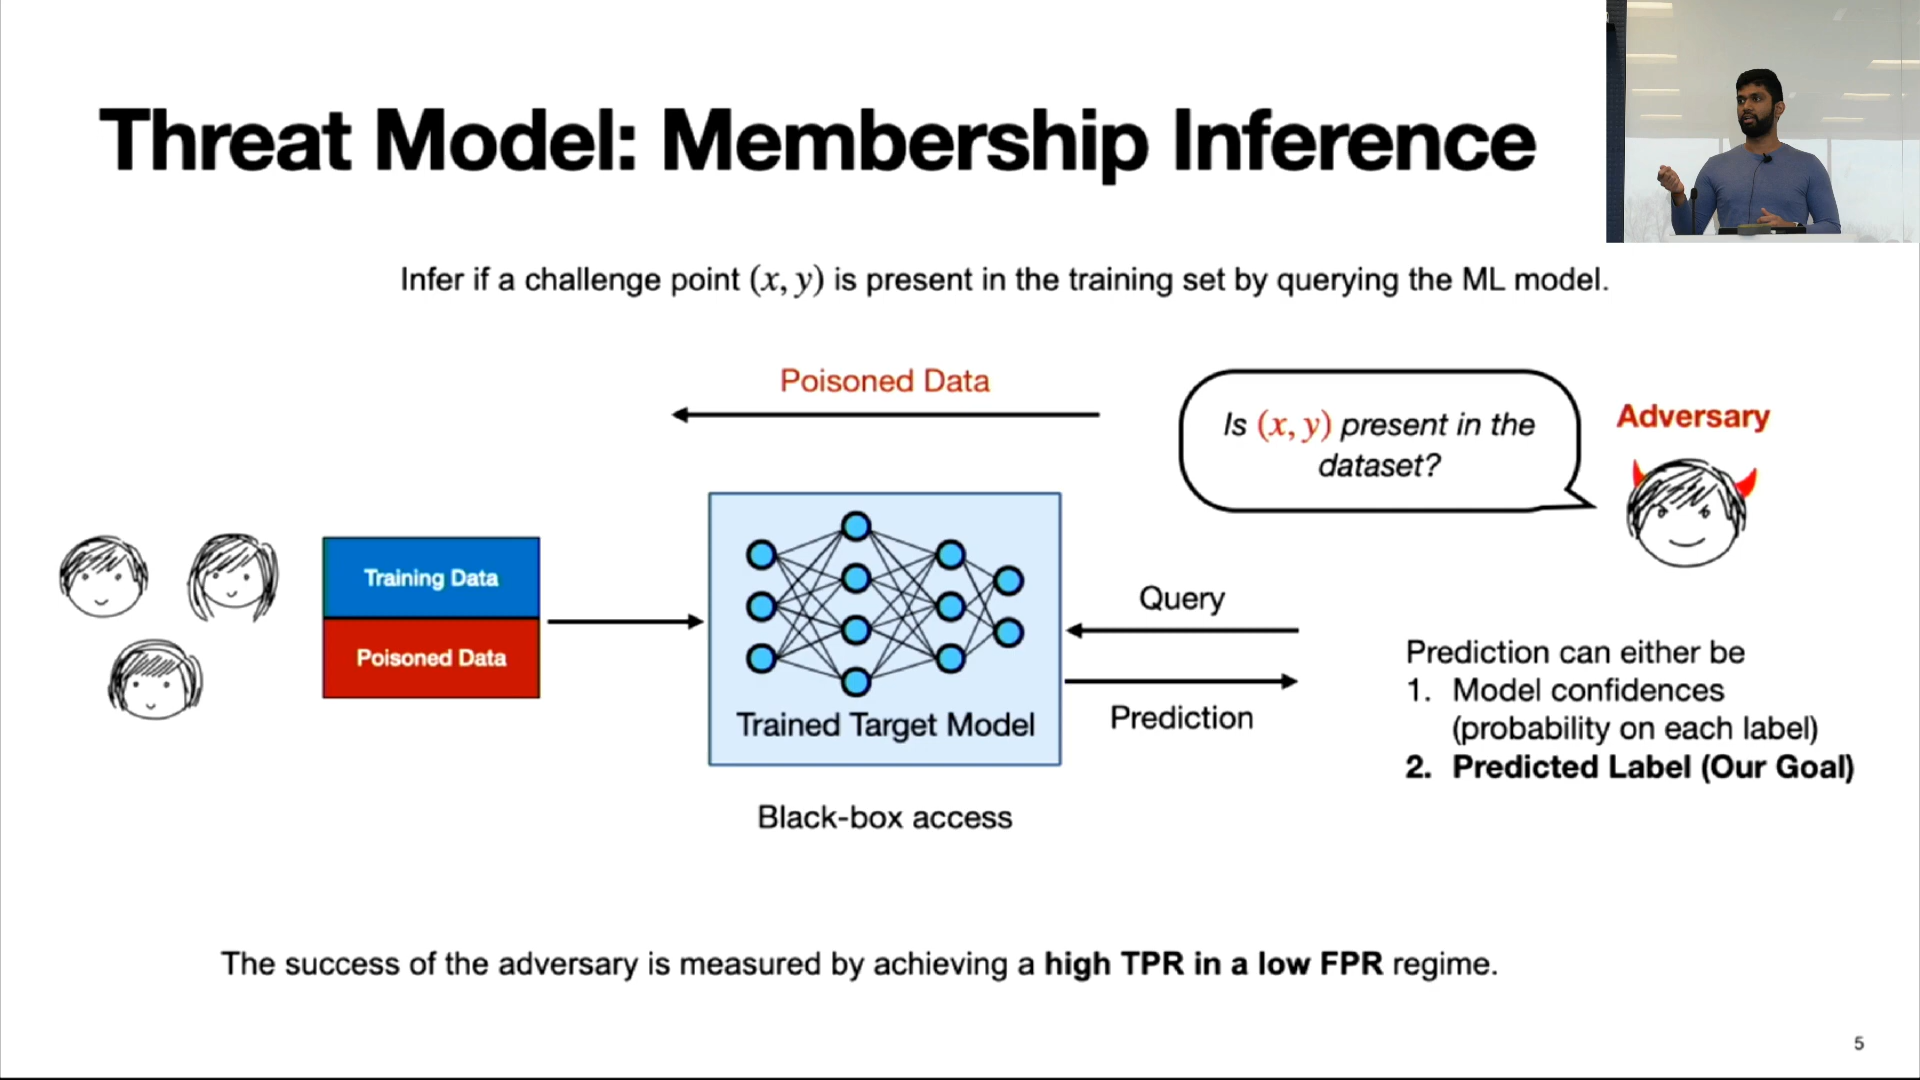 Threat Model: Membership Inference
Infer if a challenge point (x, y) is present in the training set by querying the ML model.
Poisoned Data
Is (x, y) present in the
dataset?
Adversary
Training Data
Poisoned Data
Trained Target Model
Black-box access
Query
Prediction
Prediction can either be
1. Model confidences
(probability on each label)
2. Predicted Label (Our Goal)
The success of the adversary is measured by achieving a high TPR in a low FPR regime.
5